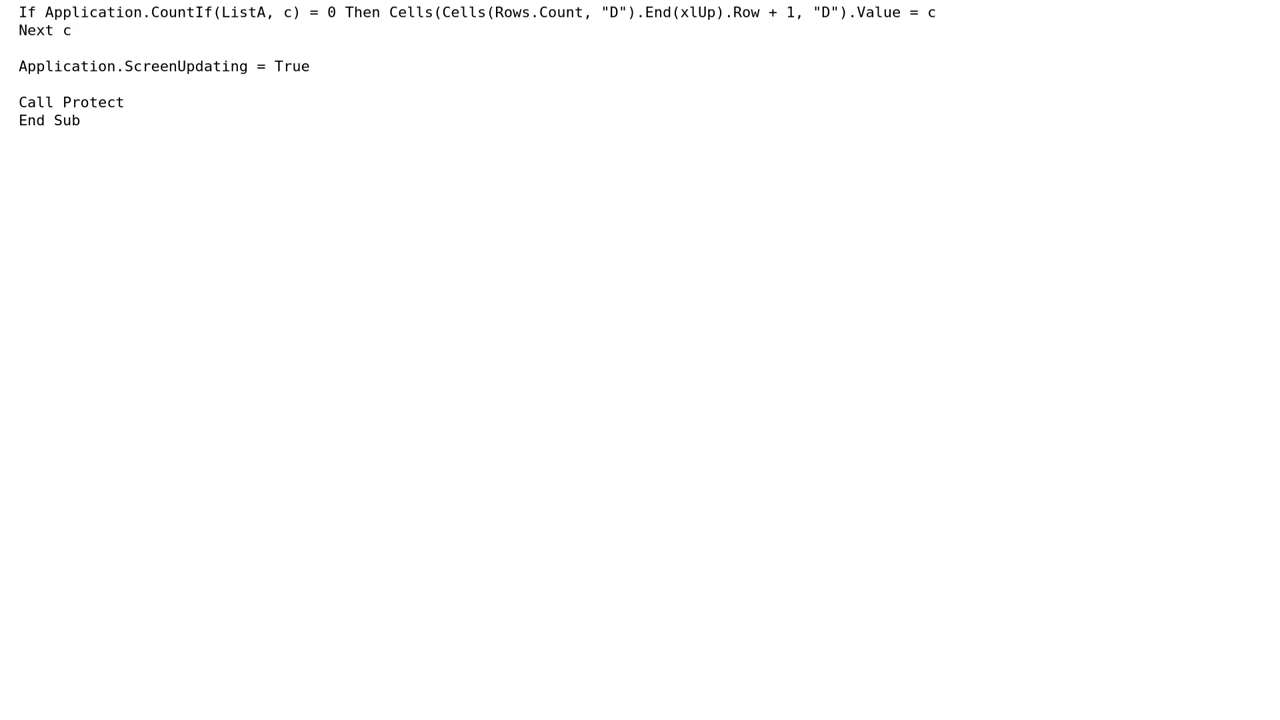 If Application.CountIf(ListA, c) = 0 Then Cells(Cells(Rows.Count, "D").End(xlUp).Row + 1, "D").Value = c
Next c
Application.ScreenUpdating = True
Call Protect
End Sub